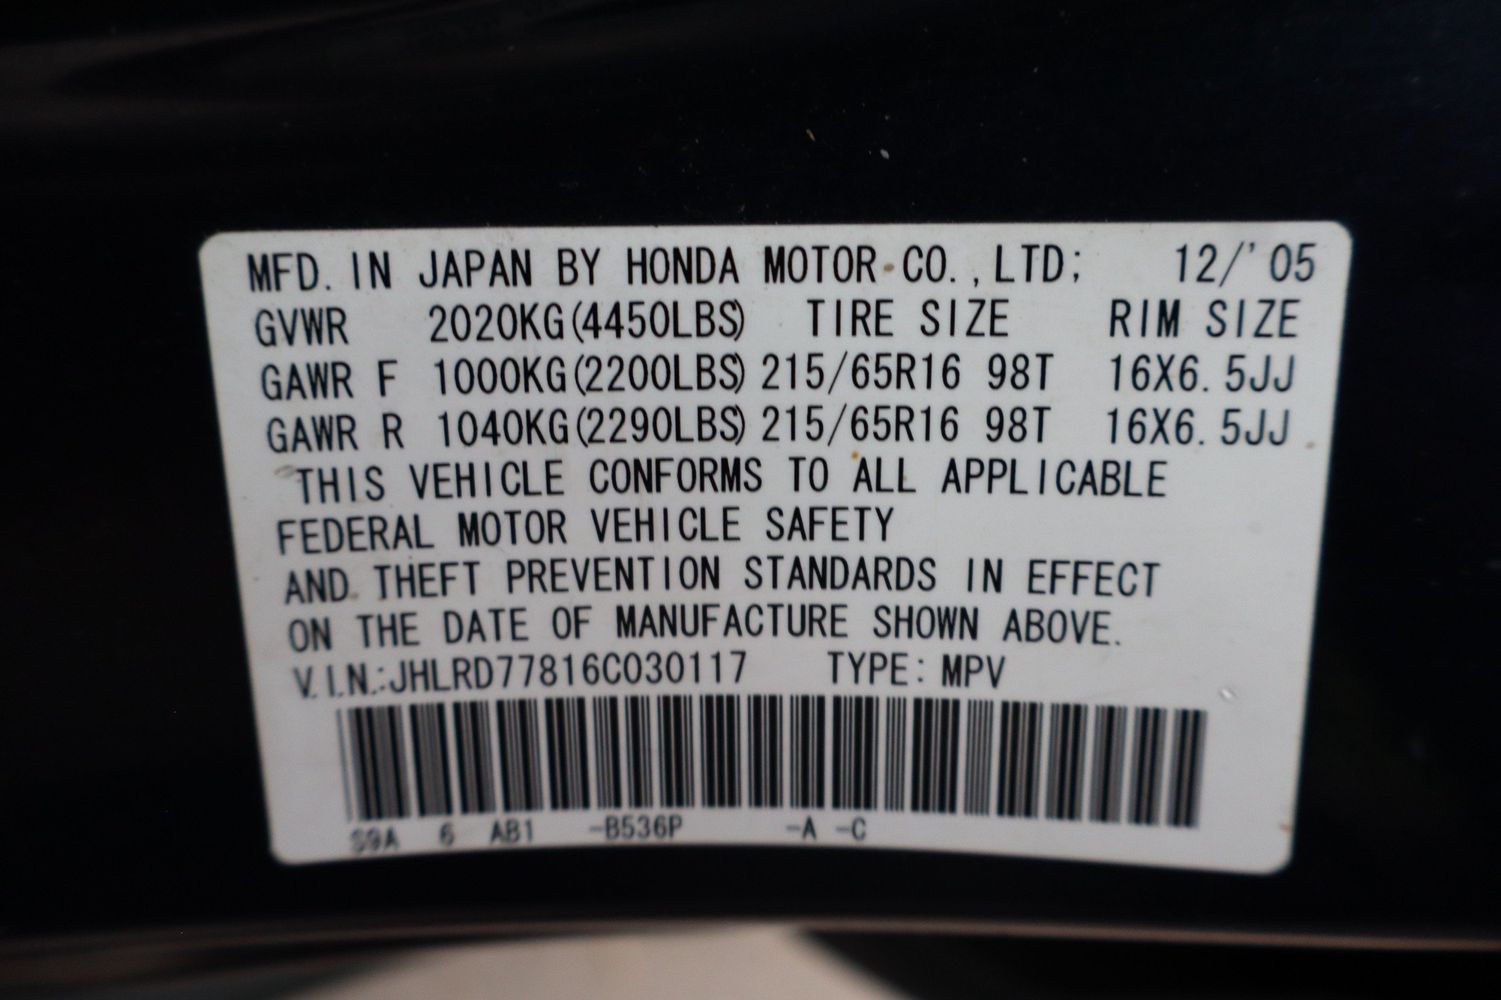 MFD. IN JAPAN BY HONDA MOTOR CO.,LTD; 12/'05
GVWR 2020KG(4450LBS) TIRE SIZE RIM SIZE
GAWR F 1000KG(2200LBS) 215/65R16 98T 16X6.5JJ
GAWR R 1040KG(2290LBS) 215/65R16 98T 16X6.5JJ
THIS VEHICLE CONFORMS TO ALL APPLICABLE
FEDERAL MOTOR VEHICLE SAFETY
AND THEFT PREVENTION STANDARDS IN EFFECT
ON THE DATE OF MANUFACTURE SHOWN ABOVE.
V.I.N.:JHLRD77816C030117 TYPE: MPV
S9A 6 AB1 -B536P -A -C